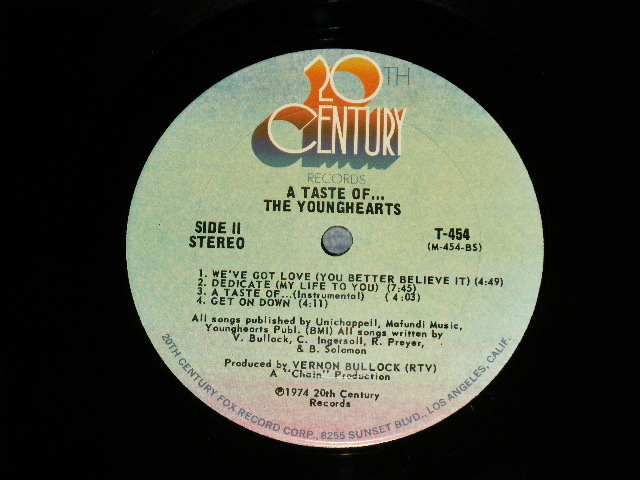 20TH
CENTURY
RECORDS
A TASTE OF...
THE YOUNGHEARTS
SIDE II
STEREO
T-454
(M-454-BS)
1. WE'VE GOT LOVE (YOU BETTER BELIEVE IT) (4:49)
2. DEDICATE (MY LIFE TO YOU) (7:45)
3. A TASTE OF...(Instrumental) (4:03)
4. GET ON DOWN (4:11)
All songs published by Unichappell, Mafundi Music,
Younghearts Publ. (BMI) All songs written by
V. Bullock, C. Ingersoll, R. Preyer,
& B. Solomon
Produced by VERNON BULLOCK (RTV)
A "Chain" Production
℗1974 20th Century
Records
20TH CENTURY FOX RECORD CORP., 8255 SUNSET BLVD., LOS ANGELES, CALIF.